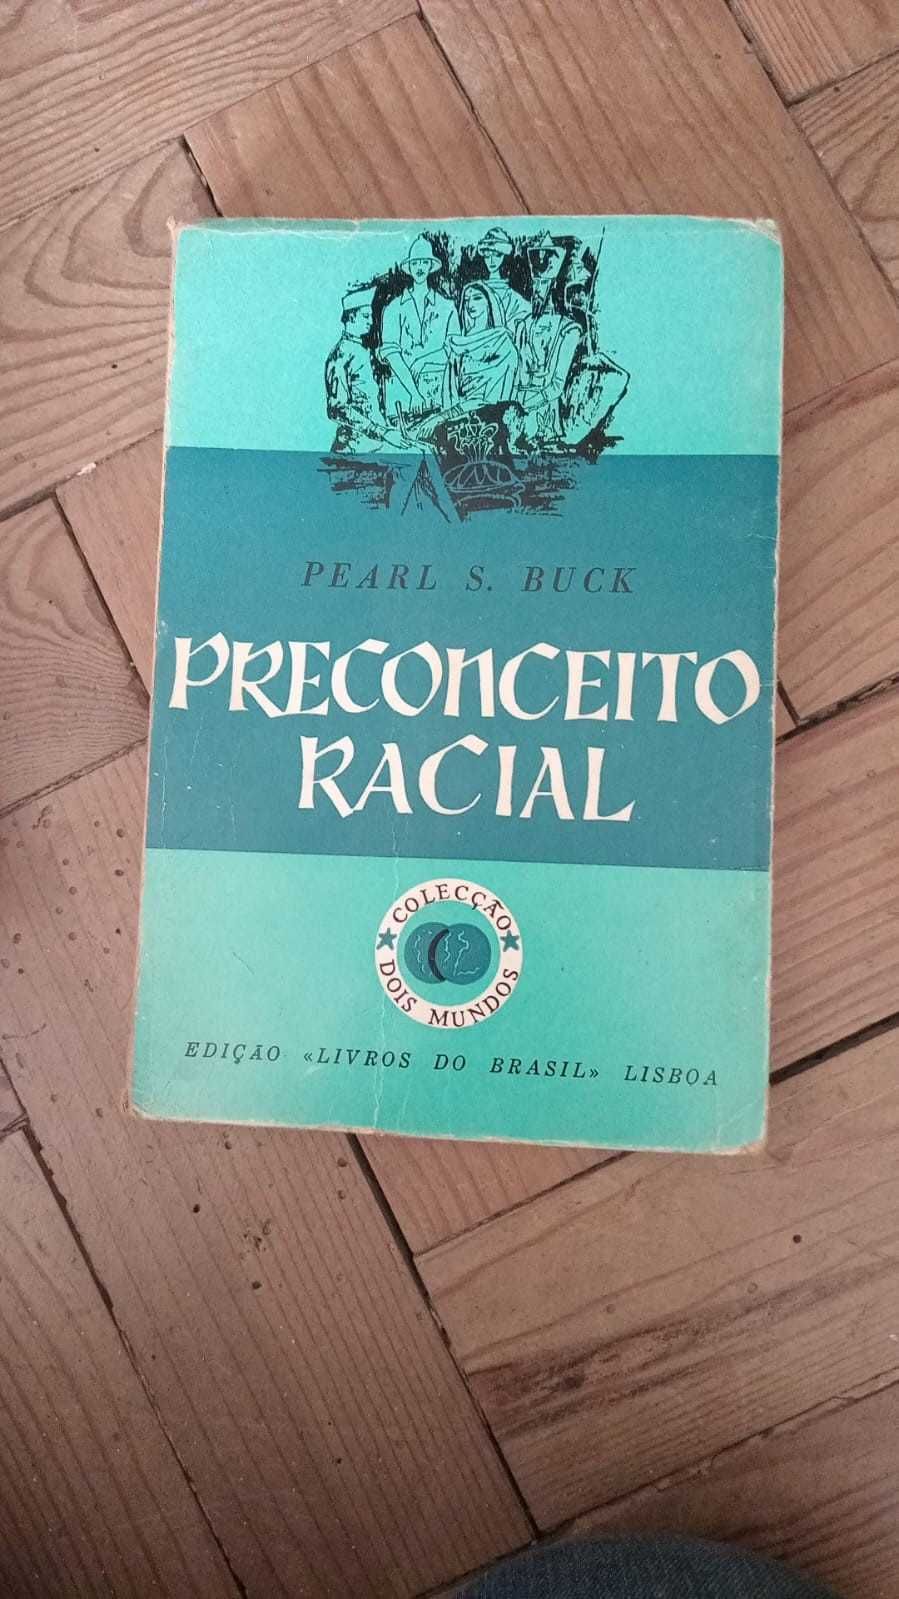 PEARL S. BUCK
PRECONCEITO
RACIAL
COLECÇÃO
DOIS MUNDOS
EDIÇÃO «LIVROS DO BRASIL» LISBOA